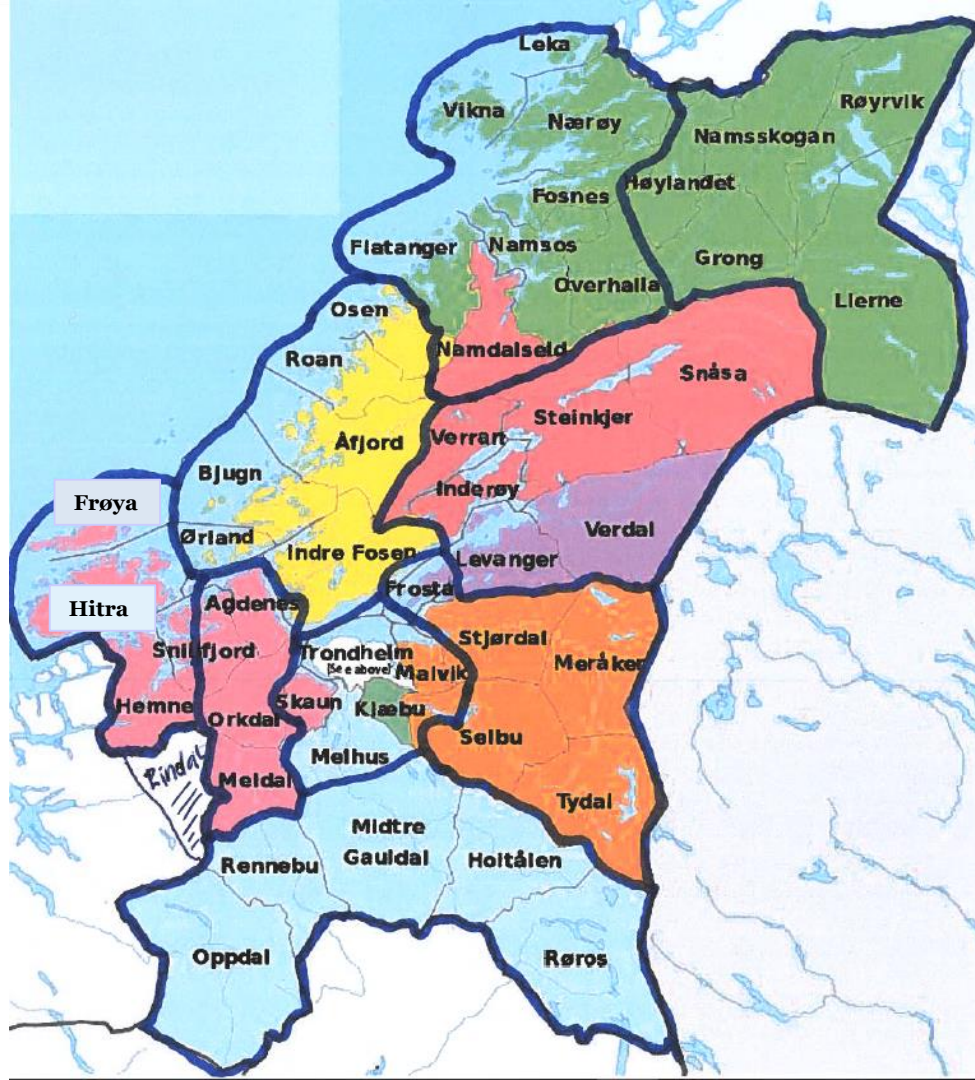 Leka
Vikna
Nærøy
Røyrvik
Namsskogan
Fosnes
Høylandet
Flatanger
Namsos
Grong
Overhalla
Lierne
Osen
Roan
Namdalseid
Snåsa
Steinkjer
Verran
Åfjord
Bjugn
Inderøy
Frøya
Verdal
Ørland
Indre Fosen
Levanger
Frosta
Hitra
Agdenes
Stjørdal
Trondheim
(See above)
Malvik
Meråker
Snillfjord
Hemne
Skaun
Klæbu
Orkdal
Selbu
Melhus
Rindal
Meldal
Tydal
Midtre
Gauldal
Rennebu
Holtålen
Oppdal
Røros